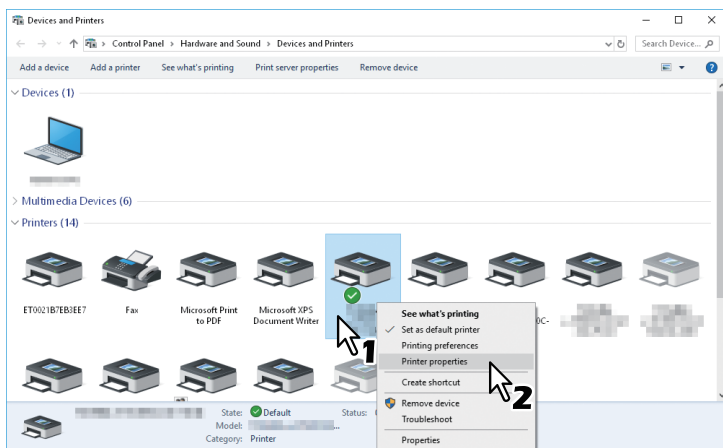 Devices and Printers
Control Panel > Hardware and Sound > Devices and Printers
Search Device...
Add a device Add a printer See what's printing Print server properties Remove device
Devices (1)
Multimedia Devices (6)
Printers (14)
ET0021B7EB3EE7
Fax
Microsoft Print
to PDF
Microsoft XPS
Document Writer
0C-
1
See what's printing
Set as default printer
Printing preferences
Printer properties
Create shortcut
Remove device
Troubleshoot
Properties
2
State: Default Status:
Model: ...
Category: Printer